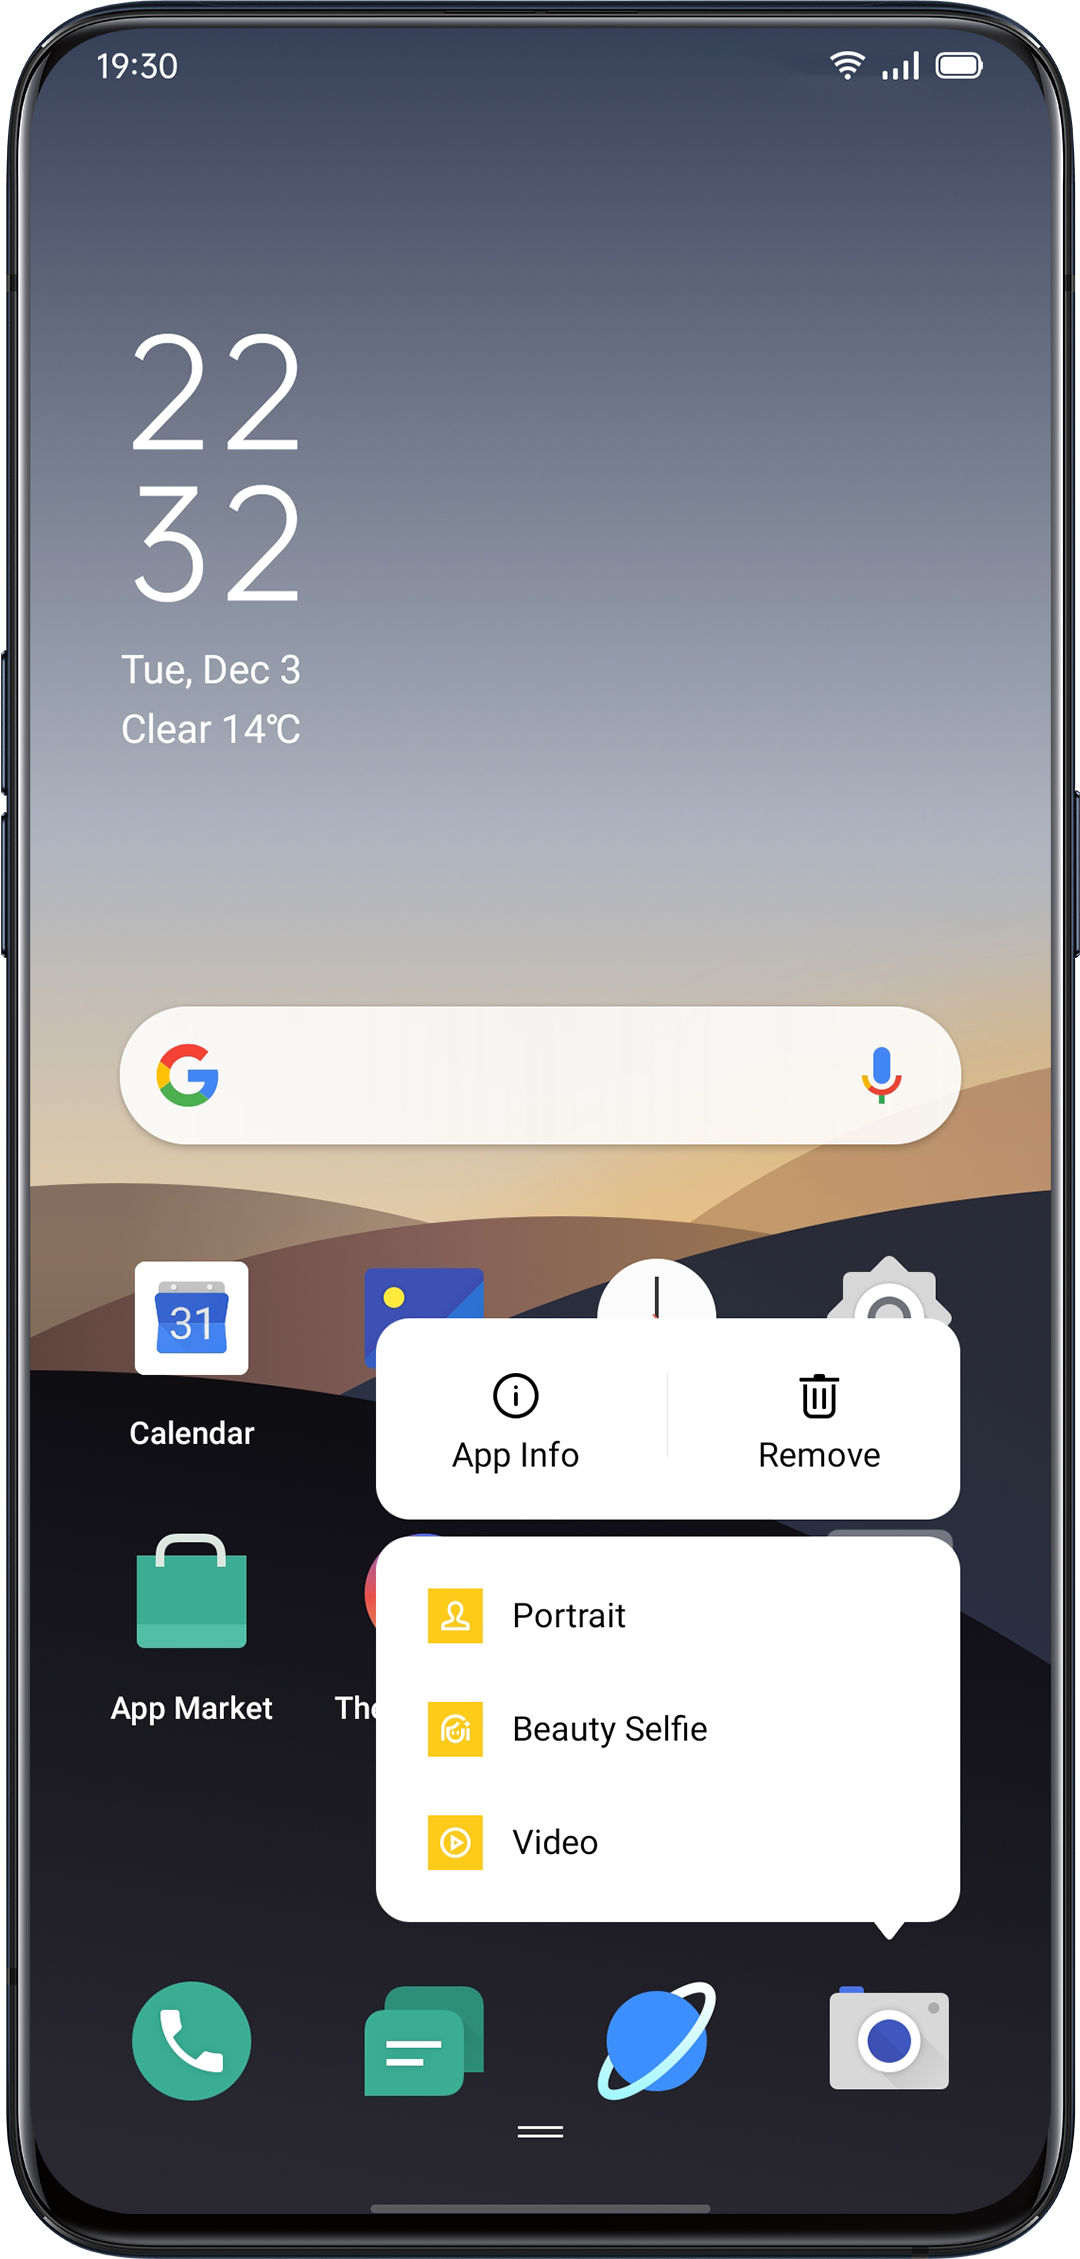 19:30
22
32
Tue, Dec 3
Clear 14℃
31
Calendar
App Info
Remove
Portrait
App Market
Beauty Selfie
Video